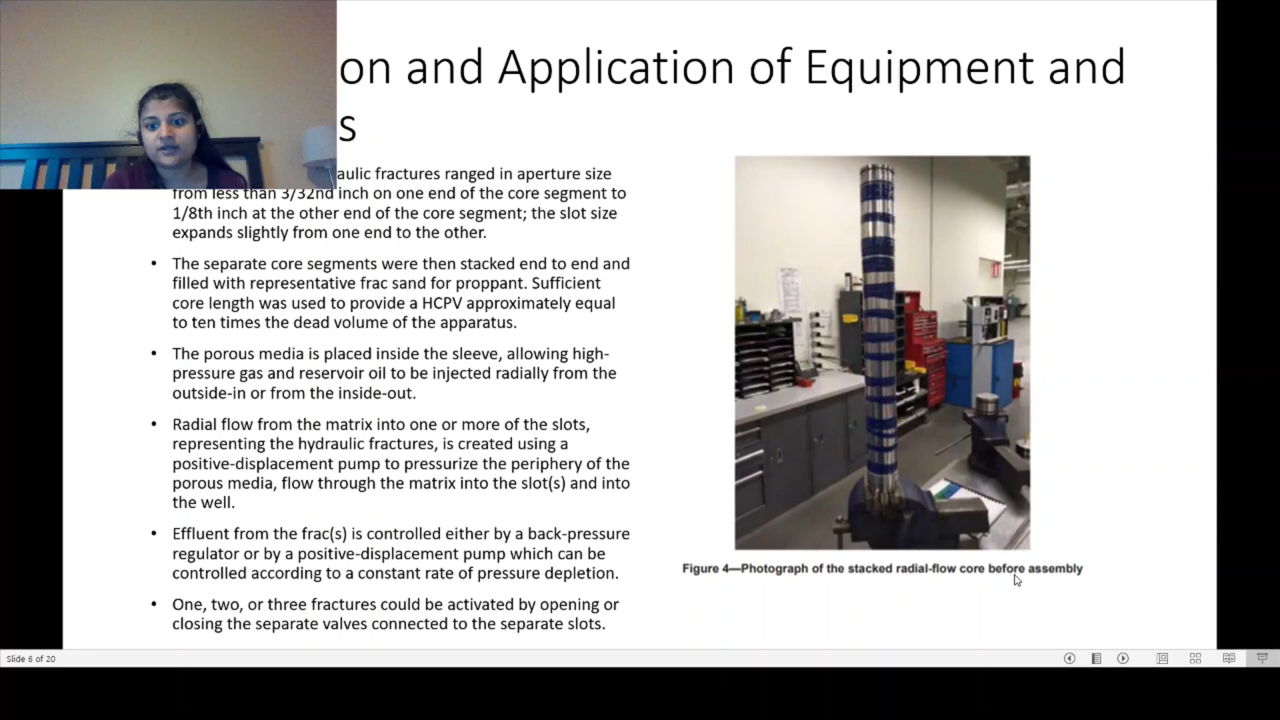 on and Application of Equipment and
s
aulic fractures ranged in aperture size
from less than 3/32nd inch on one end of the core segment to
1/8th inch at the other end of the core segment; the slot size
expands slightly from one end to the other.
• The separate core segments were then stacked end to end and
filled with representative frac sand for proppant. Sufficient
core length was used to provide a HCPV approximately equal
to ten times the dead volume of the apparatus.
• The porous media is placed inside the sleeve, allowing high-
pressure gas and reservoir oil to be injected radially from the
outside-in or from the inside-out.
• Radial flow from the matrix into one or more of the slots,
representing the hydraulic fractures, is created using a
positive-displacement pump to pressurize the periphery of the
porous media, flow through the matrix into the slot(s) and into
the well.
• Effluent from the frac(s) is controlled either by a back-pressure
regulator or by a positive-displacement pump which can be
controlled according to a constant rate of pressure depletion.
• One, two, or three fractures could be activated by opening or
closing the separate valves connected to the separate slots.
Figure 4—Photograph of the stacked radial-flow core before assembly
Slide 6 of 20